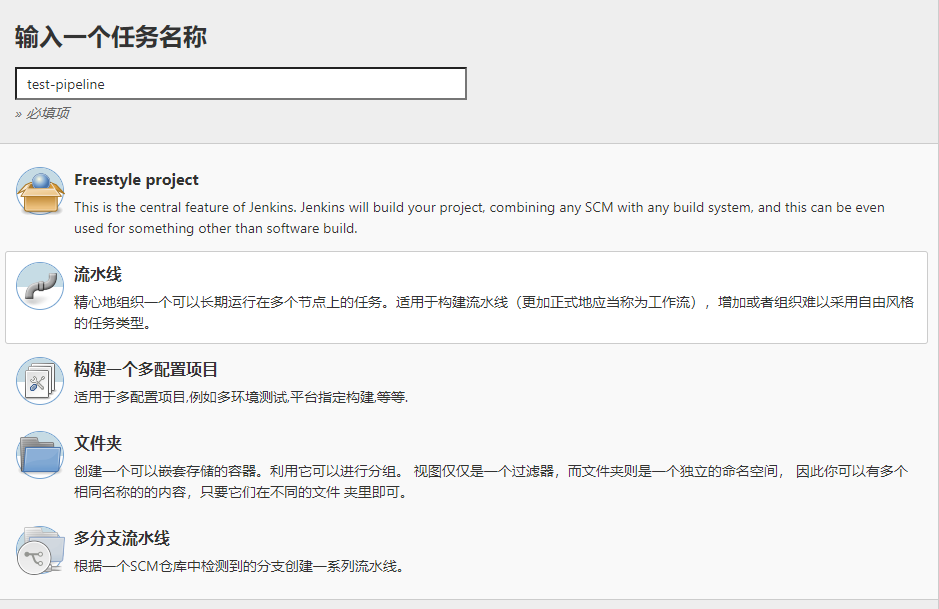 输入一个任务名称
test-pipeline
» 必填项
Freestyle project
This is the central feature of Jenkins. Jenkins will build your project, combining any SCM with any build system, and this can be even
used for something other than software build.
流水线
精心地组织一个可以长期运行在多个节点上的任务。适用于构建流水线（更加正式地应当称为工作流），增加或者组织难以采用自由风格
的任务类型。
构建一个多配置项目
适用于多配置项目,例如多环境测试,平台指定构建,等等.
文件夹
创建一个可以嵌套存储的容器。利用它可以进行分组。 视图仅仅是一个过滤器，而文件夹则是一个独立的命名空间， 因此你可以有多个
相同名称的的内容，只要它们在不同的文件 夹里即可。
多分支流水线
根据一个SCM仓库中检测到的分支创建一系列流水线。